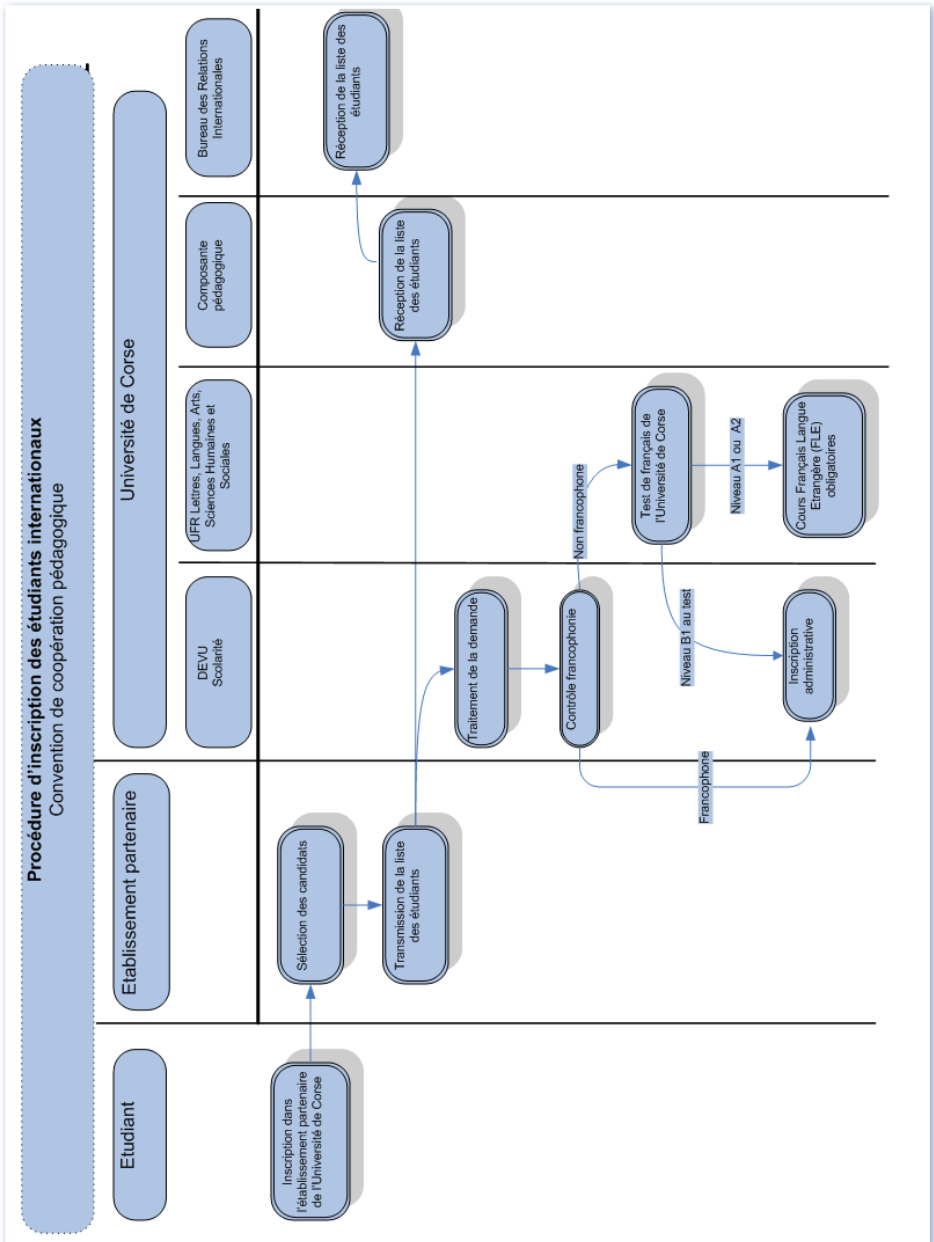 Procédure d'inscription des étudiants internationaux
Convention de coopération pédagogique
Etudiant
Etablissement partenaire
Université de Corse
DEVU
Scolarité
UFR Lettres, Langues, Arts,
Sciences Humaines et
Sociales
Composante
pédagogique
Bureau des Relations
Internationales
Inscription dans
l'établissement partenaire
de l'Université de Corse
Sélection des candidats
Transmission de la liste
des étudiants
Réception de la liste
des étudiants
Réception de la liste des
étudiants
Traitement de la demande
Contrôle francophonie
Non francophone
Francophone
Test de français de
l'Université de Corse
Niveau B1 au test
Niveau A1 ou A2
Inscription
administrative
Cours Français Langue
Etrangère (FLE)
obligatoires